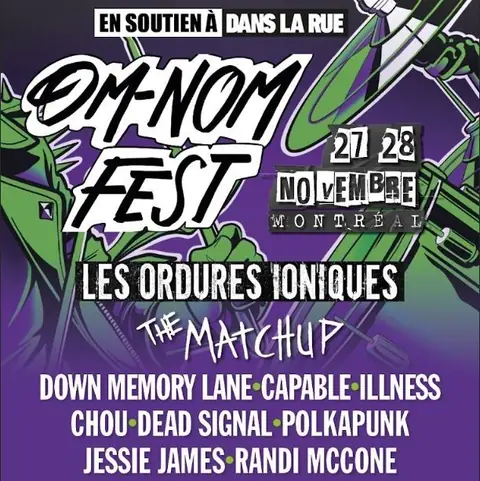 EN SOUTIEN À DANS LA RUE
OM-NOM
FEST
27 28
NOVEMBRE
MONTRÉAL
LES ORDURES IONIQUES
THE MATCHUP
DOWN MEMORY LANE•CAPABLE•ILLNESS
CHOU•DEAD SIGNAL•POLKAPUNK
JESSIE JAMES•RANDI MCCONE